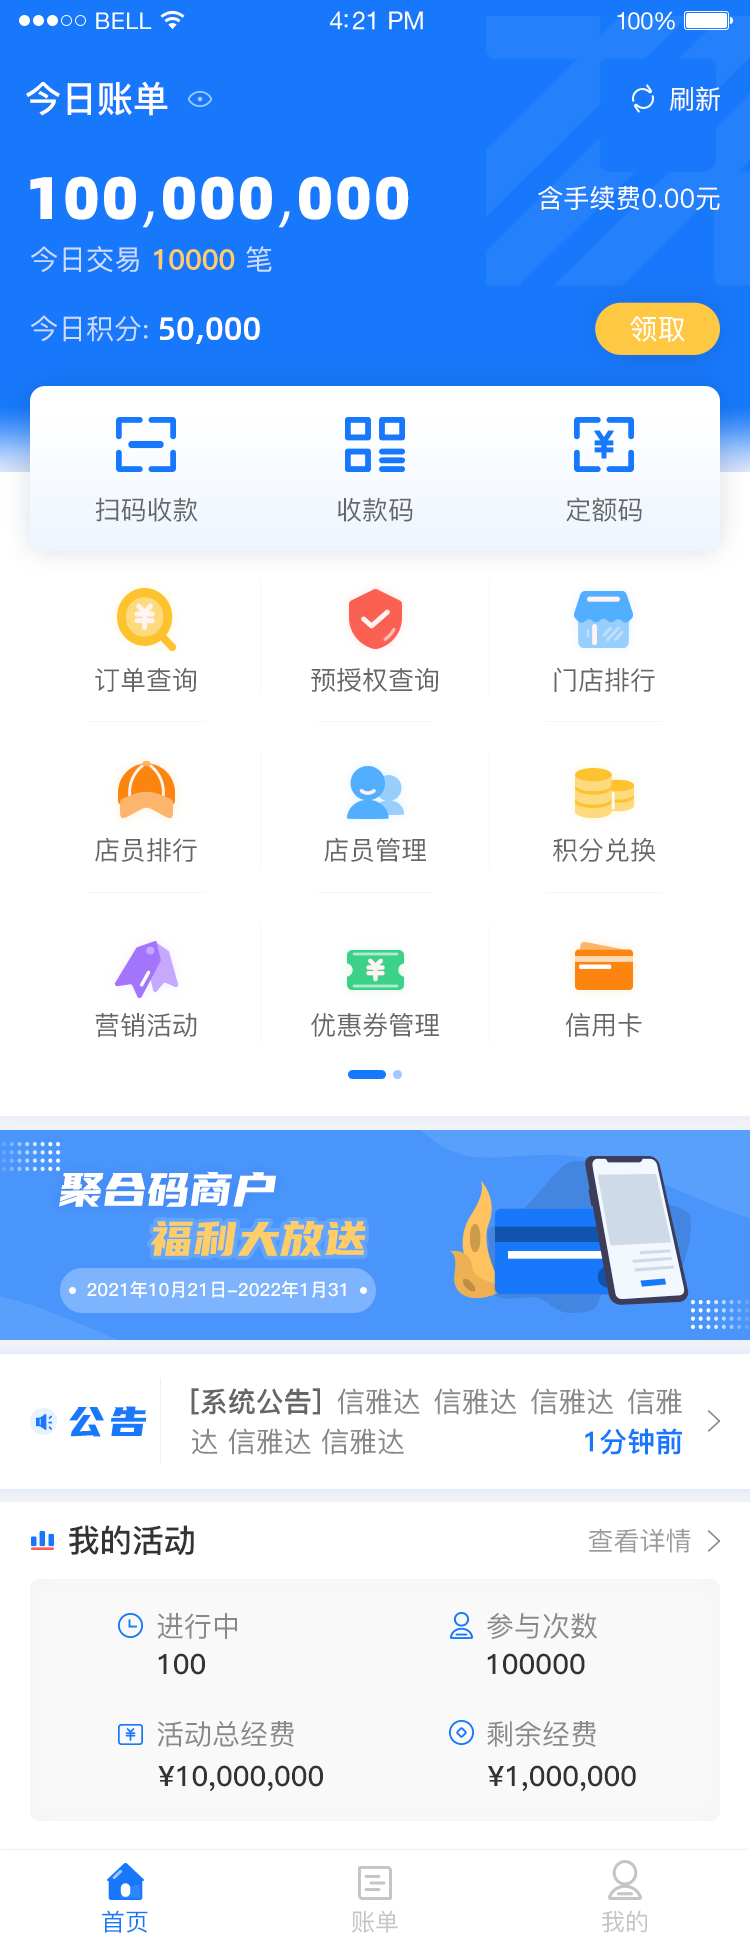 BELL 4:21 PM 100%
今日账单 刷新
100,000,000 含手续费0.00元
今日交易 10000 笔
今日积分: 50,000 领取
扫码收款 收款码 定额码
订单查询 预授权查询 门店排行
店员排行 店员管理 积分兑换
营销活动 优惠券管理 信用卡
聚合码商户
福利大放送
2021年10月21日-2022年1月31
公告 [系统公告] 信雅达 信雅达 信雅达 信雅
达 信雅达 信雅达 1分钟前
我的活动 查看详情
进行中 参与次数
100 100000
活动总经费 剩余经费
¥10,000,000 ¥1,000,000
首页 账单 我的